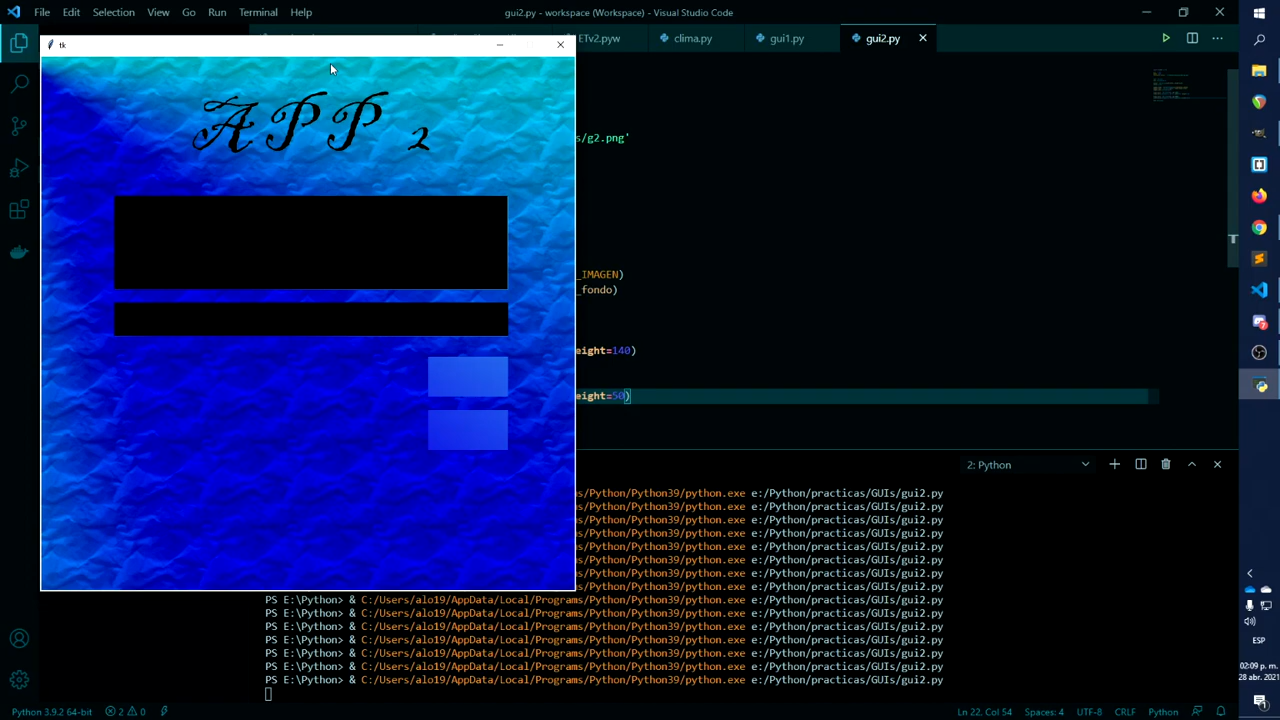 File Edit Selection View Go Run Terminal Help
gui2.py - workspace (Workspace) - Visual Studio Code
tk
ETv2.pyw clima.py gui1.py gui2.py
APP 2
s/g2.png'
_IMAGEN)
_fondo)
eight=140)
eight=50)
2: Python
ms/Python/Python39/python.exe e:/Python/practicas/GUIs/gui2.py
ms/Python/Python39/python.exe e:/Python/practicas/GUIs/gui2.py
ms/Python/Python39/python.exe e:/Python/practicas/GUIs/gui2.py
ms/Python/Python39/python.exe e:/Python/practicas/GUIs/gui2.py
ms/Python/Python39/python.exe e:/Python/practicas/GUIs/gui2.py
ms/Python/Python39/python.exe e:/Python/practicas/GUIs/gui2.py
ms/Python/Python39/python.exe e:/Python/practicas/GUIs/gui2.py
ms/Python/Python39/python.exe e:/Python/practicas/GUIs/gui2.py
PS E:\Python> & C:/Users/alo19/AppData/Local/Programs/Python/Python39/python.exe e:/Python/practicas/GUIs/gui2.py
PS E:\Python> & C:/Users/alo19/AppData/Local/Programs/Python/Python39/python.exe e:/Python/practicas/GUIs/gui2.py
PS E:\Python> & C:/Users/alo19/AppData/Local/Programs/Python/Python39/python.exe e:/Python/practicas/GUIs/gui2.py
PS E:\Python> & C:/Users/alo19/AppData/Local/Programs/Python/Python39/python.exe e:/Python/practicas/GUIs/gui2.py
PS E:\Python> & C:/Users/alo19/AppData/Local/Programs/Python/Python39/python.exe e:/Python/practicas/GUIs/gui2.py
PS E:\Python> & C:/Users/alo19/AppData/Local/Programs/Python/Python39/python.exe e:/Python/practicas/GUIs/gui2.py
PS E:\Python> & C:/Users/alo19/AppData/Local/Programs/Python/Python39/python.exe e:/Python/practicas/GUIs/gui2.py
ESP
02:09 p. m.
28 abr. 2021
Python 3.9.2 64-bit 2 0 Ln 22, Col 54 Spaces: 4 UTF-8 CRLF Python